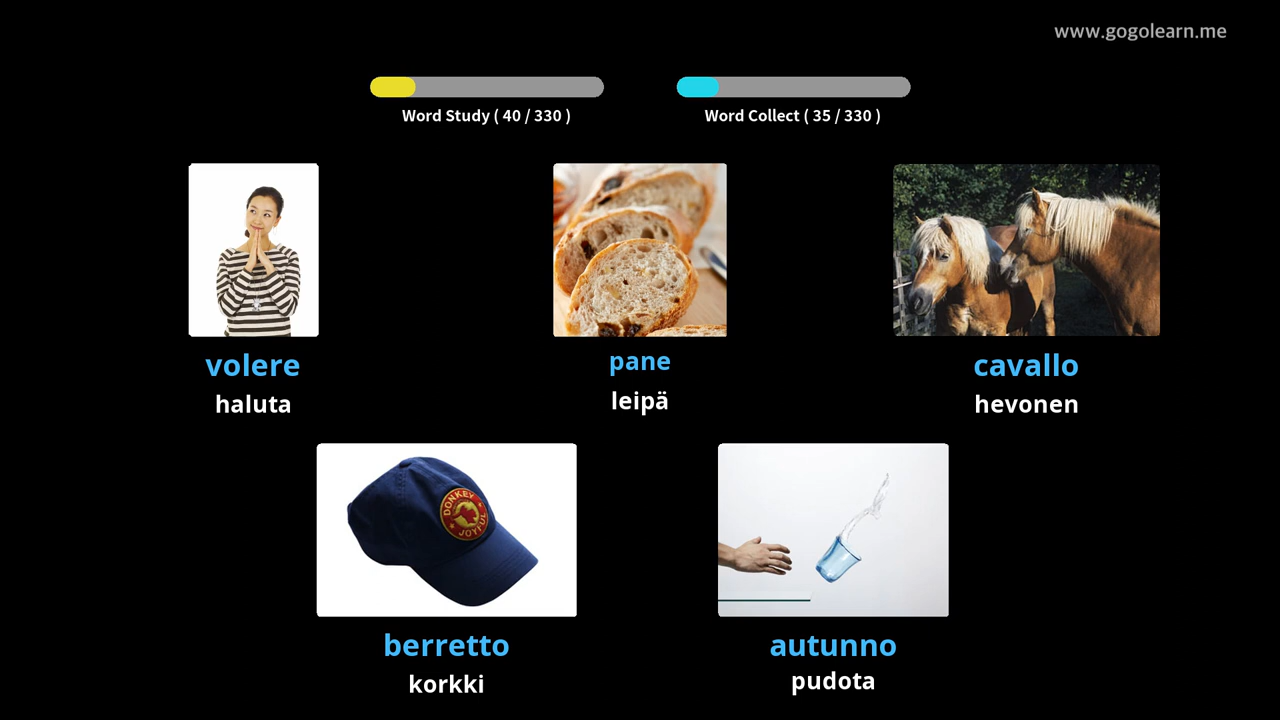 www.gogolearn.me
Word Study ( 40 / 330 )
Word Collect ( 35 / 330 )
volere
haluta
pane
leipä
cavallo
hevonen
DONKEY
JOYFUL
berretto
korkki
autunno
pudota